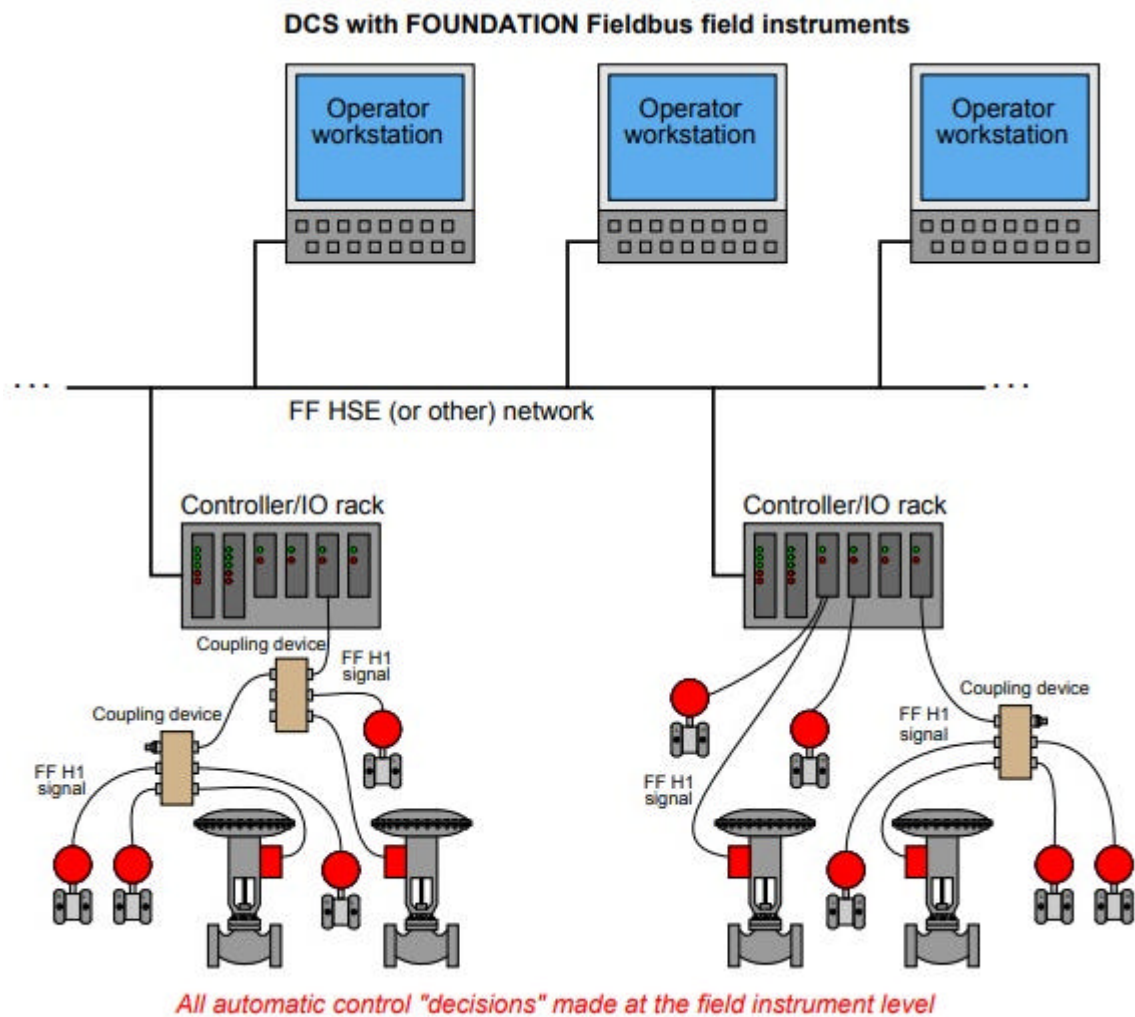 DCS with FOUNDATION Fieldbus field instruments
Operator
workstation
Operator
workstation
Operator
workstation
. . .
. . .
FF HSE (or other) network
Controller/IO rack
Controller/IO rack
Coupling device
FF H1
signal
Coupling device
FF H1
signal
Coupling device
FF H1
signal
FF H1
signal
All automatic control "decisions" made at the field instrument level